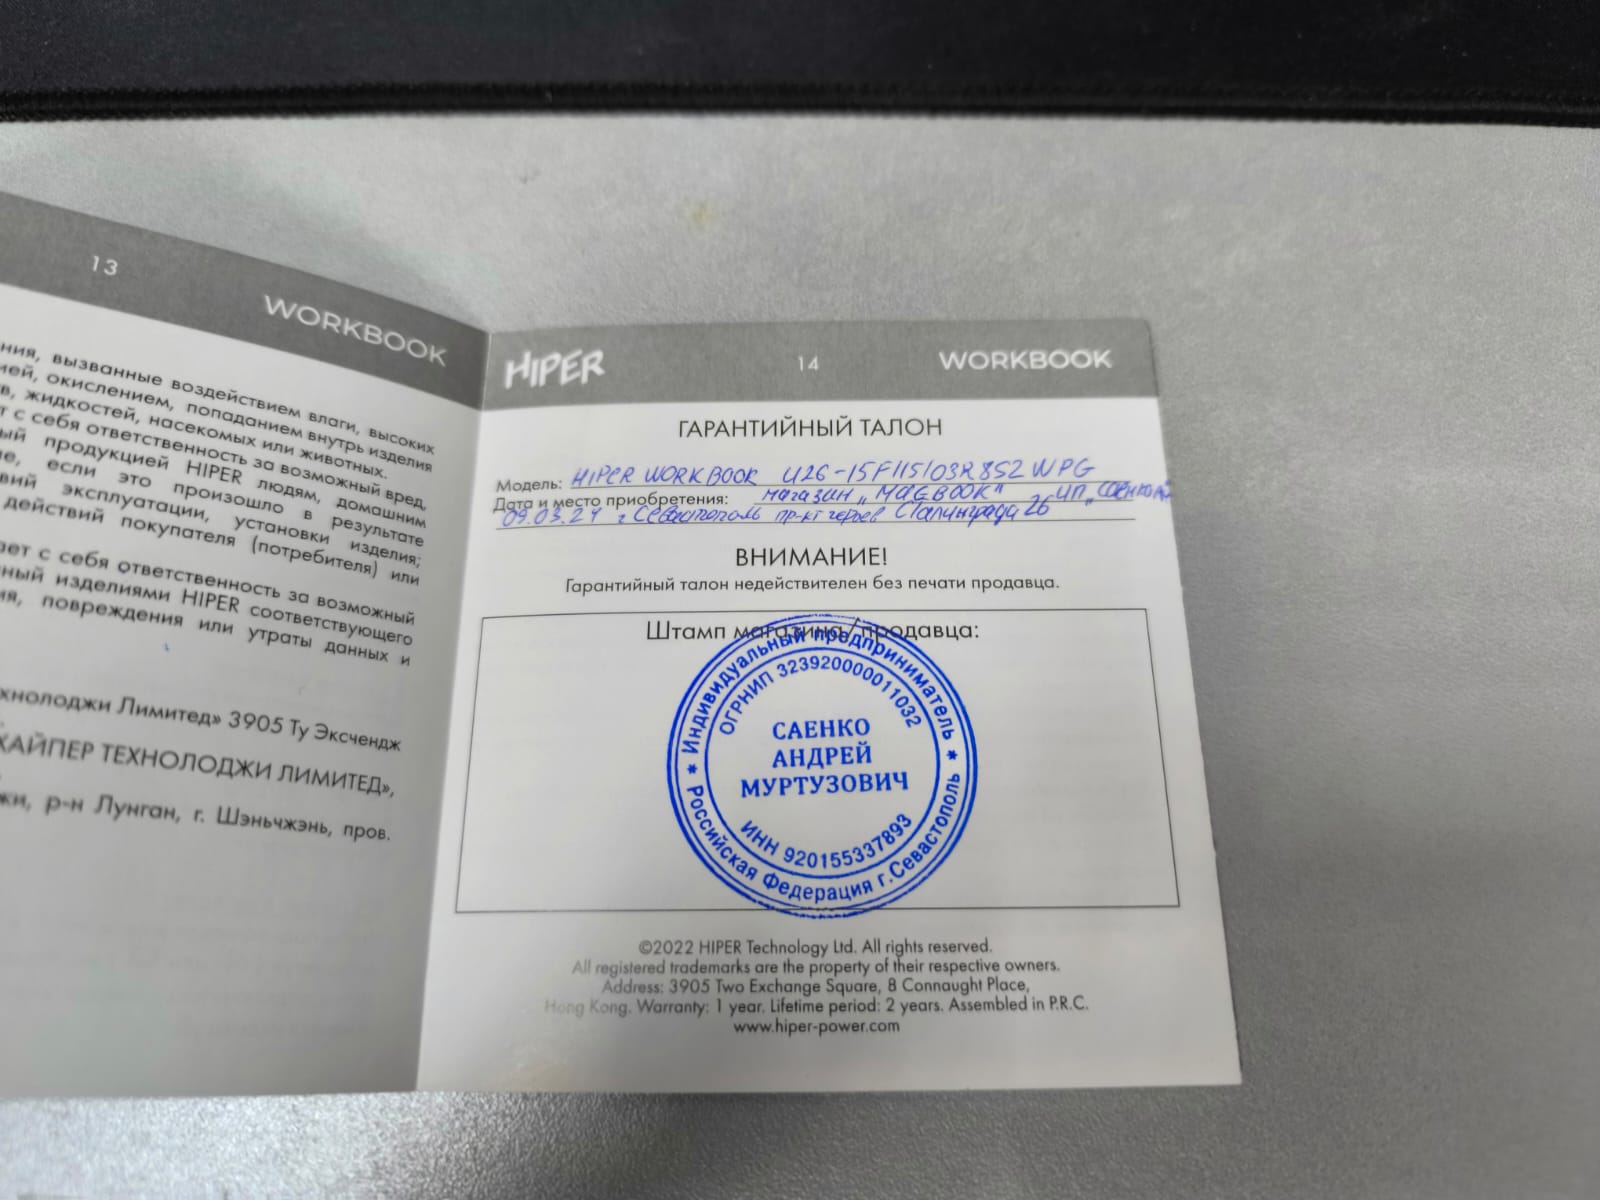 13
WORKBOOK
ния, вызванные воздействием влаги, высоких
ией, окислением, попаданием внутрь изделия
в, жидкостей, насекомых или животных.
т с себя ответственность за возможный вред,
ый продукцией HIPER людям, домашним
е, если это произошло в результате
вий эксплуатации, установки изделия;
действий покупателя (потребителя) или
ает с себя ответственность за возможный
ный изделиями HIPER соответствующего
ия, повреждения или утраты данных и
хнолоджи Лимитед» 3905 Ту Эксчендж
ХАЙПЕР ТЕХНОЛОДЖИ ЛИМИТЕД»,
жи, р-н Лунган, г. Шэньчжэнь, пров.
HIPER
14
WORKBOOK
ГАРАНТИЙНЫЙ ТАЛОН
Модель: HIPER WORKBOOK U26-15FI15103R8S2WPG
Дата и место приобретения: магазин "MAGBOOK" ИП "САЕНКО А.М"
09.03.24 г Севастополь пр-кт героев Сталинграда 26
ВНИМАНИЕ!
Гарантийный талон недействителен без печати продавца.
Штамп магазина/продавца:
* Индивидуальный предприниматель *
ОГРНИП 323920000011032
САЕНКО
АНДРЕЙ
МУРТУЗОВИЧ
ИНН 920155337893
Российская Федерация г.Севастополь
©2022 HIPER Technology Ltd. All rights reserved.
All registered trademarks are the property of their respective owners.
Address: 3905 Two Exchange Square, 8 Connaught Place,
Hong Kong. Warranty: 1 year. Lifetime period: 2 years. Assembled in P.R.C.
www.hiper-power.com